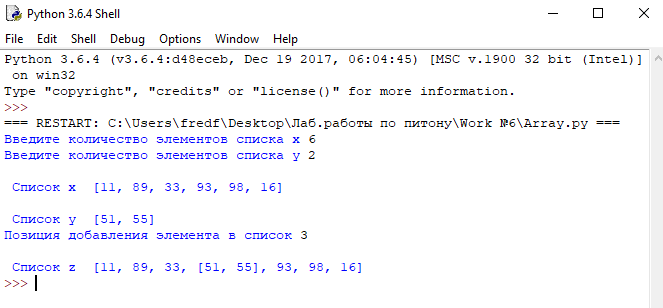 Python 3.6.4 Shell
File Edit Shell Debug Options Window Help
Python 3.6.4 (v3.6.4:d48eceb, Dec 19 2017, 06:04:45) [MSC v.1900 32 bit (Intel)]
on win32
Type "copyright", "credits" or "license()" for more information.
>>>
=== RESTART: C:\Users\fredf\Desktop\Лаб.работы по питону\Work №6\Array.py ===
Введите количество элементов списка x 6
Введите количество элементов списка y 2
Список x [11, 89, 33, 93, 98, 16]
Список y [51, 55]
Позиция добавления элемента в список 3
Список z [11, 89, 33, [51, 55], 93, 98, 16]
>>>